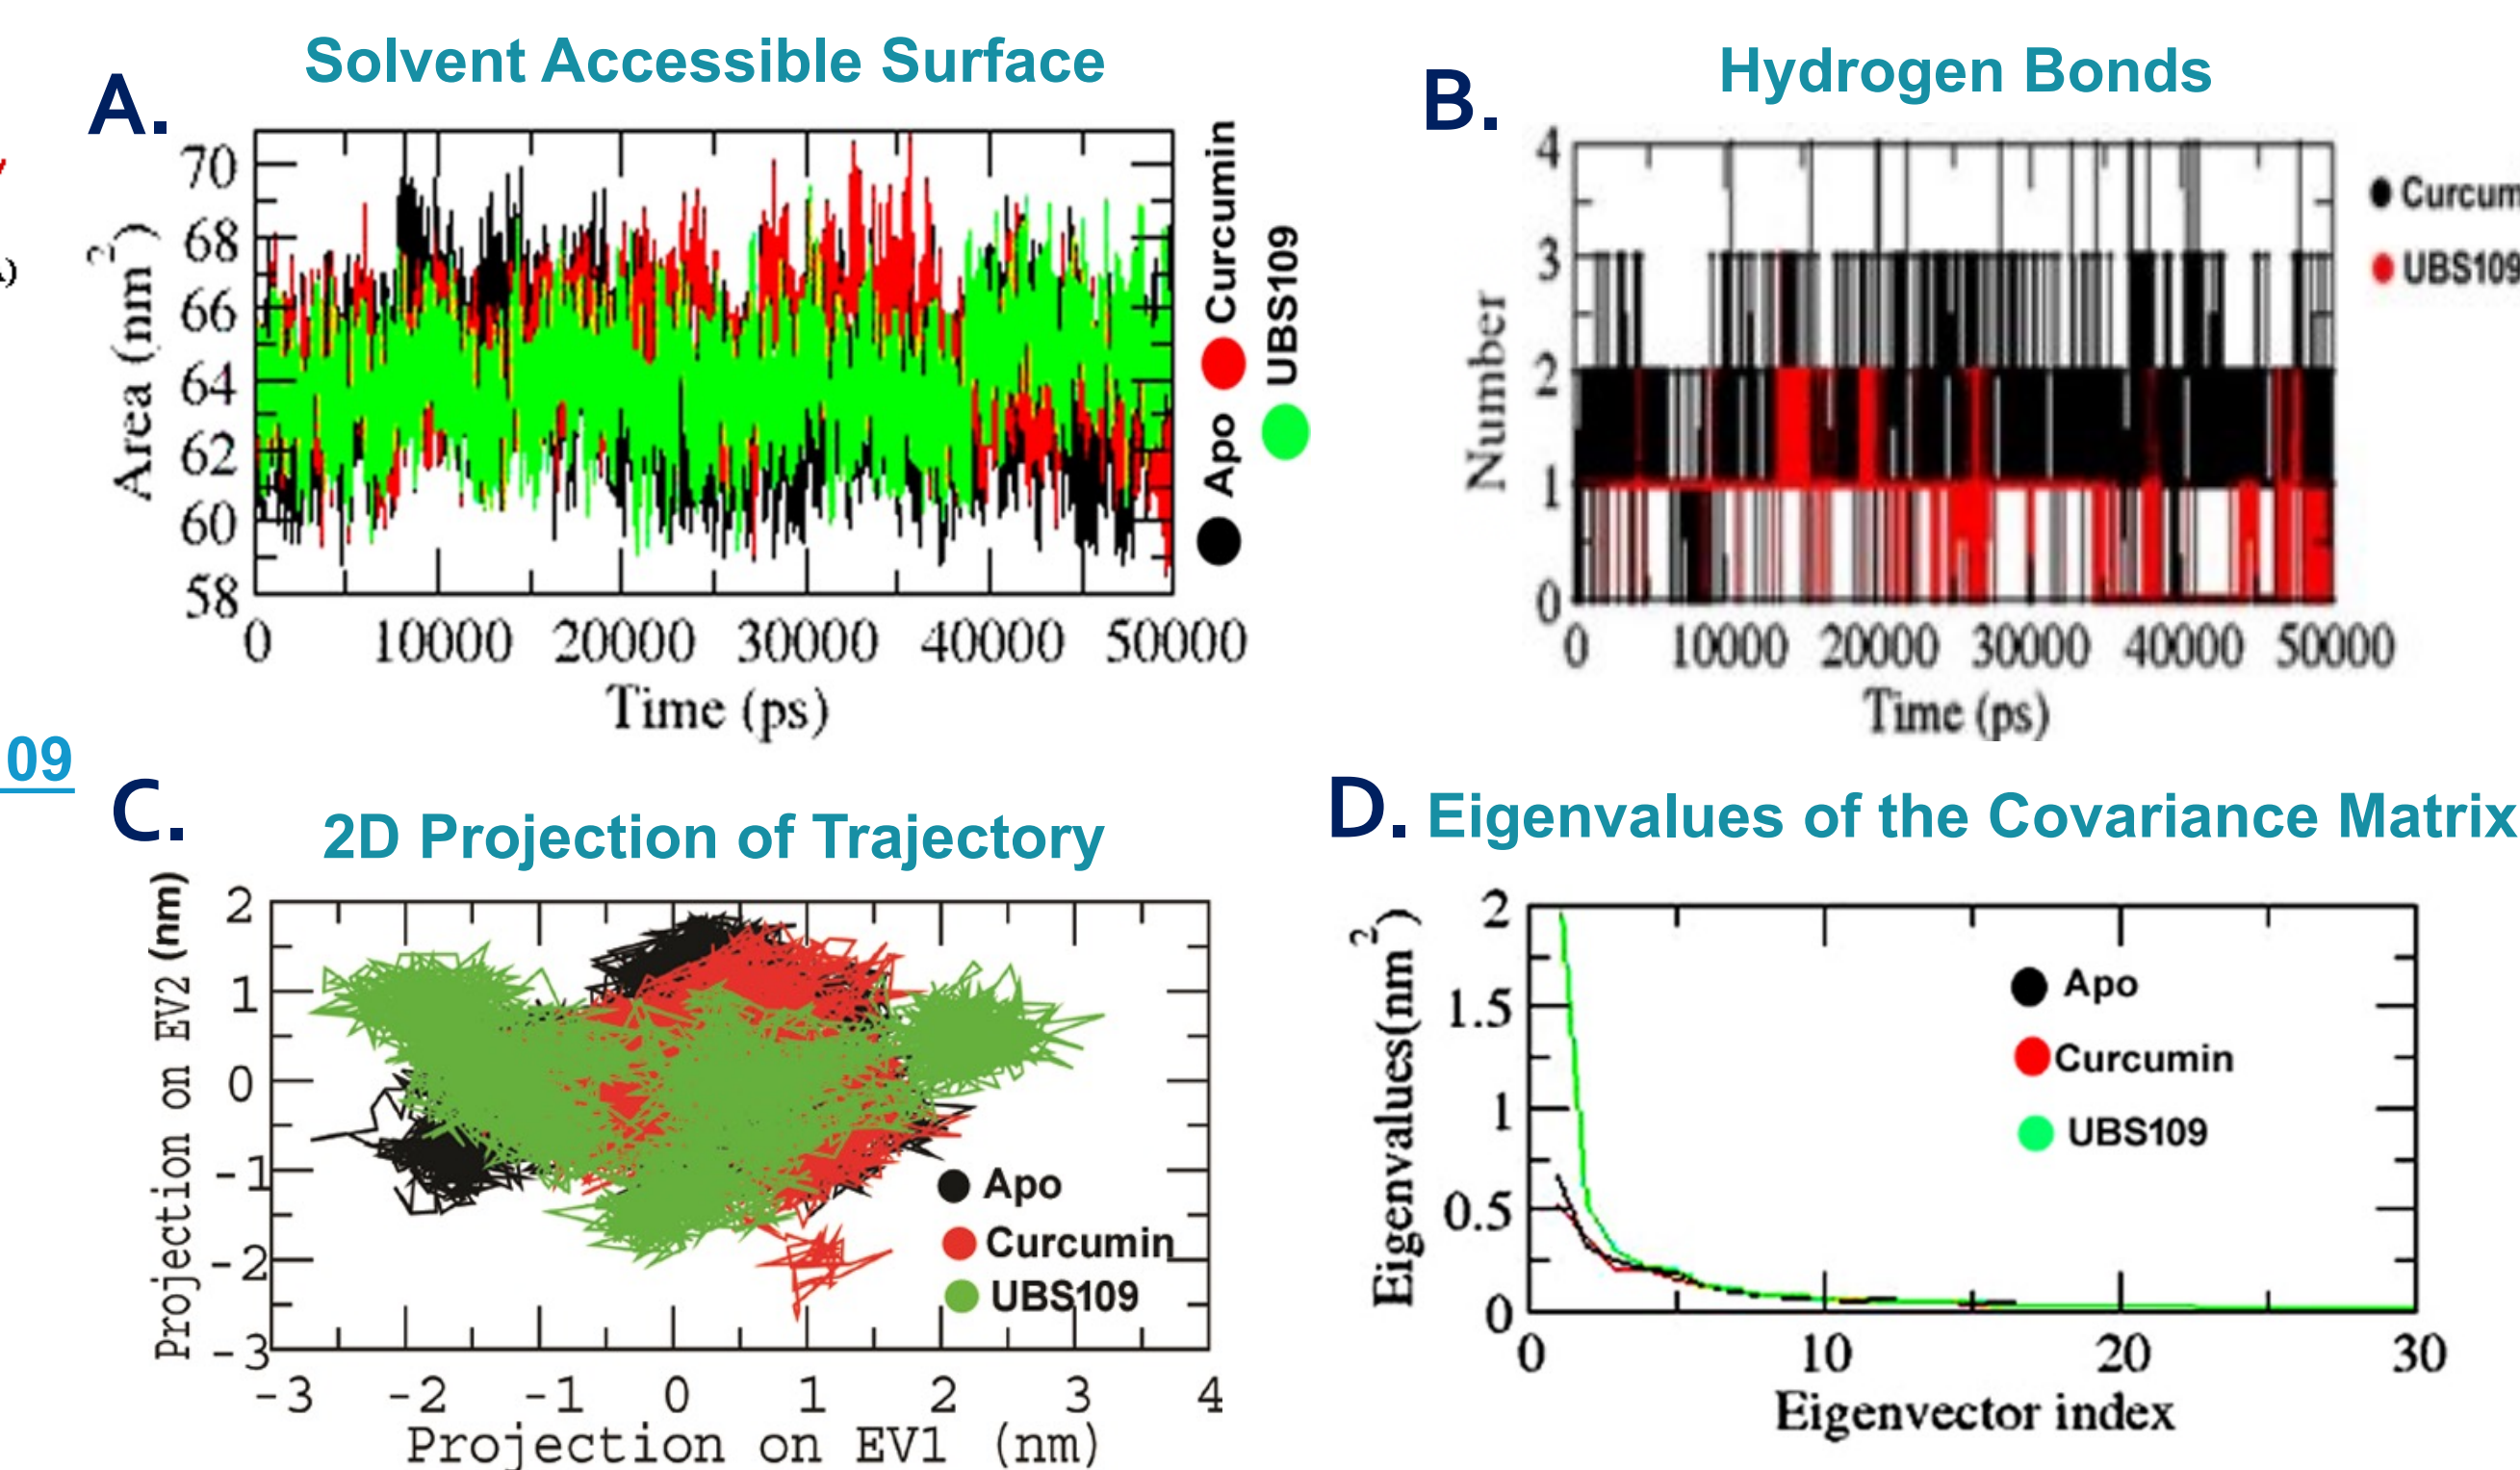 A.
Solvent Accessible Surface
Area (nm2)
70
68
66
64
62
60
58
0 10000 20000 30000 40000 50000
Time (ps)
Apo Curcumin
UBS109
B.
Hydrogen Bonds
Number
4
3
2
1
0
0 10000 20000 30000 40000 50000
Time (ps)
Curcum
UBS109
09
C.
2D Projection of Trajectory
Projection on EV2 (nm)
2
1
0
-1
-2
-3
-3 -2 -1 0 1 2 3 4
Projection on EV1 (nm)
Apo
Curcumin
UBS109
D.
Eigenvalues of the Covariance Matrix
Eigenvalues(nm2)
2
1.5
1
0.5
0
0 10 20 30
Eigenvector index
Apo
Curcumin
UBS109